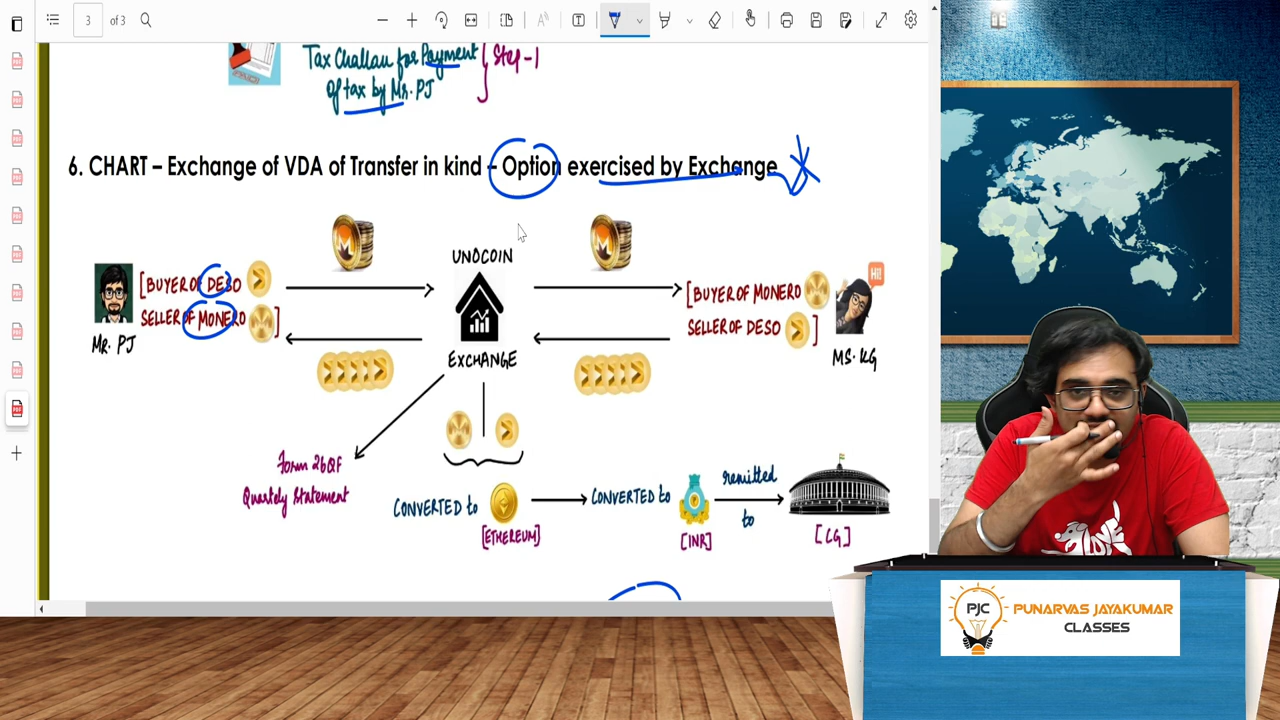 3 of 3
Tax Challan for Payment } Step-1
Of tax by Mr. PJ
6. CHART – Exchange of VDA of Transfer in kind – Option exercised by Exchange
UNOCOIN
[BUYER OF DESO
SELLER OF MONERO ]
Mr. PJ
EXCHANGE
Hi!
[BUYER OF MONERO
SELLER OF DESO ]
MS. KG
Form 26QF
Quartely Statement
CONVERTED to
[ETHEREUM]
CONVERTED to
[INR]
remitted
to
[CG]
PJC
PUNARVAS JAYAKUMAR
CLASSES